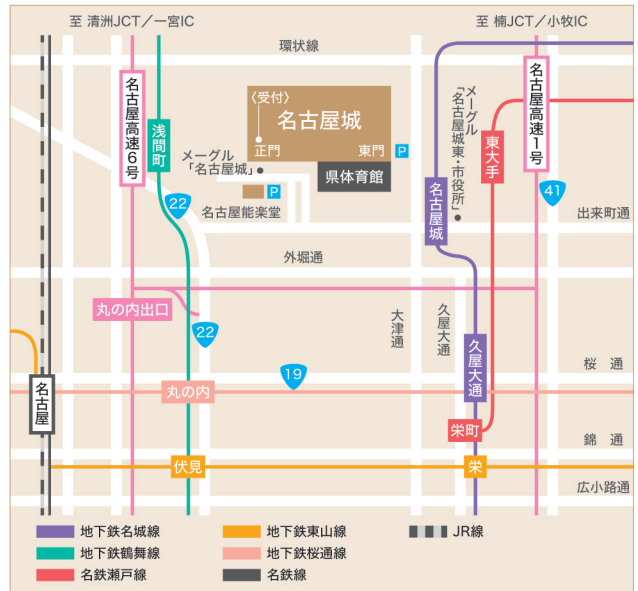 至 清洲JCT／一宮IC
至 楠JCT／小牧IC
環状線
名古屋高速6号
浅間町
〈受付〉
名古屋城
正門
東門
P
県体育館
メーグル
「名古屋城」
P
名古屋能楽堂
メーグル
「名古屋城東・市役所」
名古屋城
東大手
名古屋高速1号
41
22
出来町通
外堀通
丸の内出口
22
大津通
久屋大通
久屋大通
19
桜通
名古屋
丸の内
栄町
錦通
伏見
栄
広小路通
地下鉄名城線
地下鉄東山線
JR線
地下鉄鶴舞線
地下鉄桜通線
名鉄瀬戸線
名鉄線